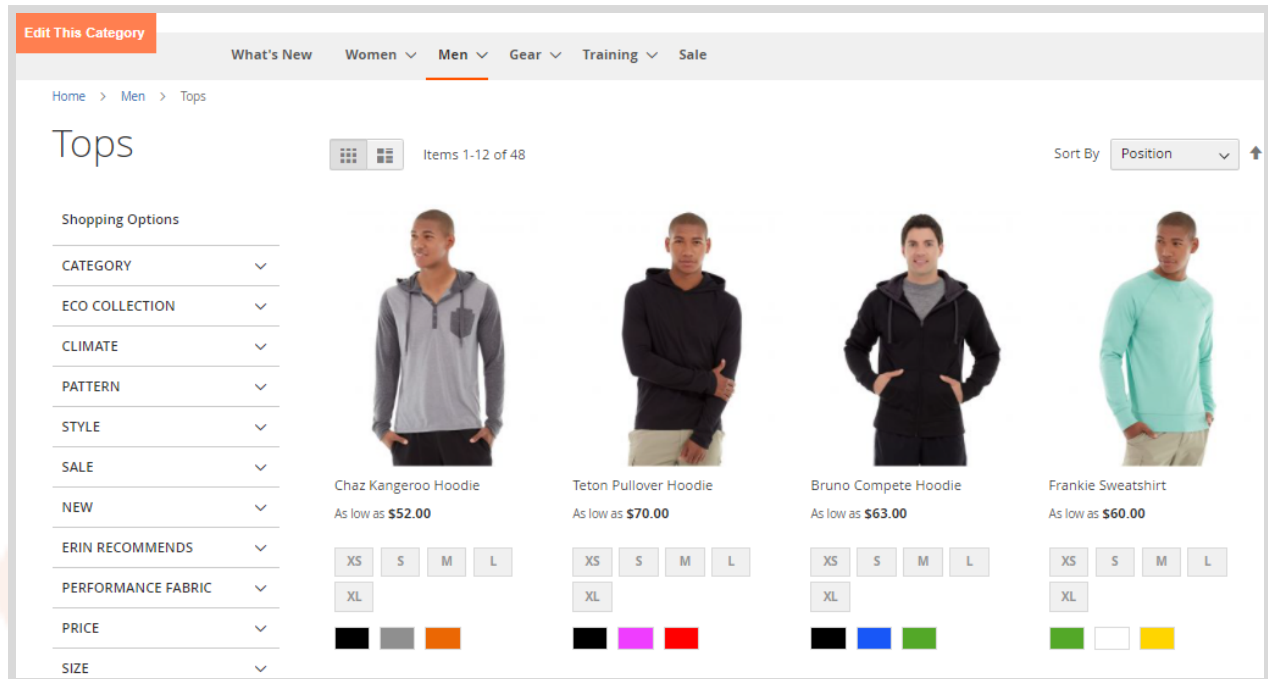 Edit This Category
What's New Women Men Gear Training Sale
Home > Men > Tops
Tops
Items 1-12 of 48
Sort By Position
Shopping Options
CATEGORY
ECO COLLECTION
CLIMATE
PATTERN
STYLE
SALE
NEW
ERIN RECOMMENDS
PERFORMANCE FABRIC
PRICE
SIZE
Chaz Kangeroo Hoodie
As low as $52.00
XS S M L
XL
Teton Pullover Hoodie
As low as $70.00
XS S M L
XL
Bruno Compete Hoodie
As low as $63.00
XS S M L
XL
Frankie Sweatshirt
As low as $60.00
XS S M L
XL